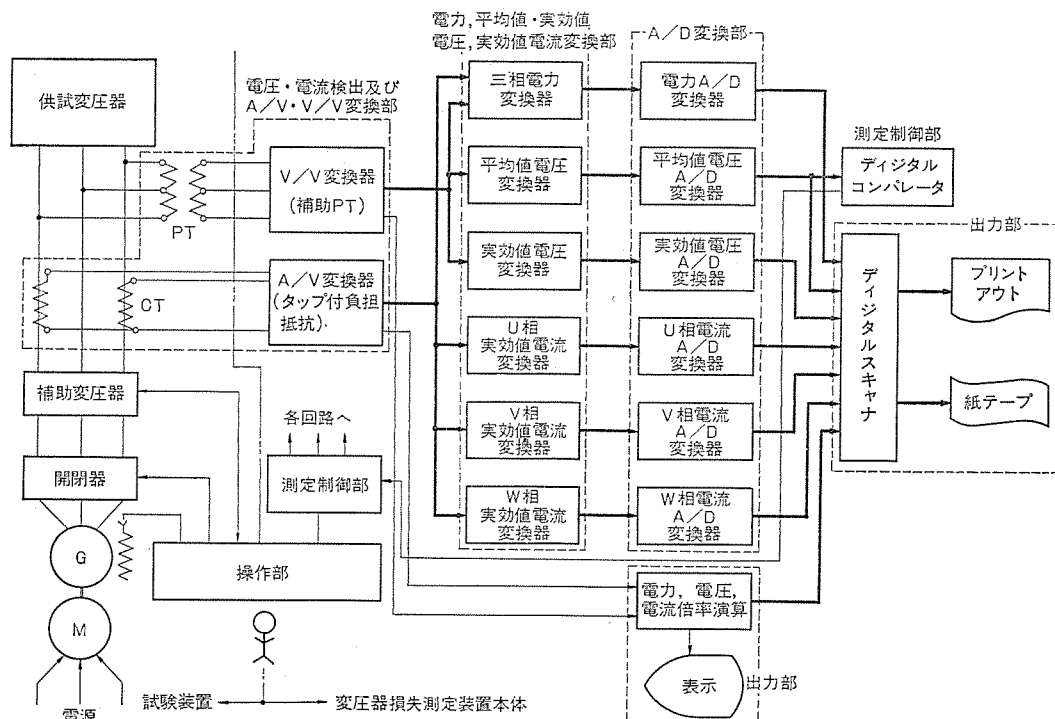 電力,平均値・実効値
電圧,実効値電流変換部
A/D変換部
供試変圧器
電圧・電流検出及び
A/V・V/V変換部
三相電力
変換器
電力A/D
変換器
測定制御部
ディジタル
コンパレータ
V/V変換器
(補助PT)
PT
平均値電圧
変換器
平均値電圧
A/D
変換器
出力部
A/V変換器
(タップ付負担
抵抗)
CT
実効値電圧
変換器
実効値電圧
A/D
変換器
ディジタルスキャナ
プリント
アウト
U相
実効値電流
変換器
U相電流
A/D
変換器
紙テープ
補助変圧器
各回路へ
V相
実効値電流
変換器
V相電流
A/D
変換器
開閉器
測定制御部
W相
実効値電流
変換器
W相電流
A/D
変換器
G
操作部
電力,電圧,
電流倍率演算
M
表示
出力部
試験装置
変圧器損失測定装置本体
電源